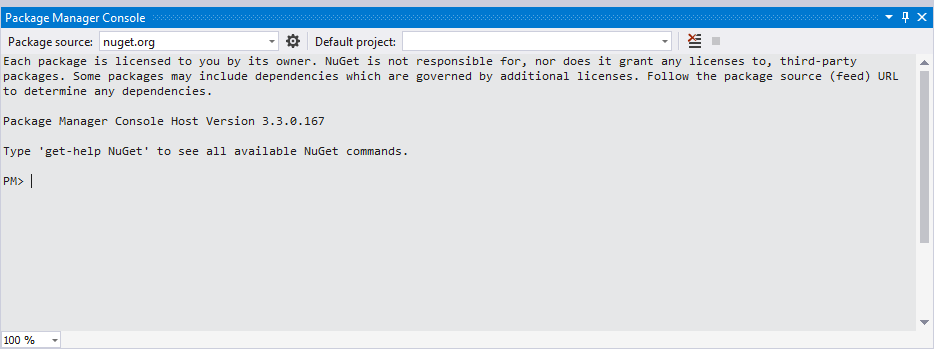 Package Manager Console
Package source: nuget.org Default project:
Each package is licensed to you by its owner. NuGet is not responsible for, nor does it grant any licenses to, third-party
packages. Some packages may include dependencies which are governed by additional licenses. Follow the package source (feed) URL
to determine any dependencies.
Package Manager Console Host Version 3.3.0.167
Type 'get-help NuGet' to see all available NuGet commands.
PM>
100 %